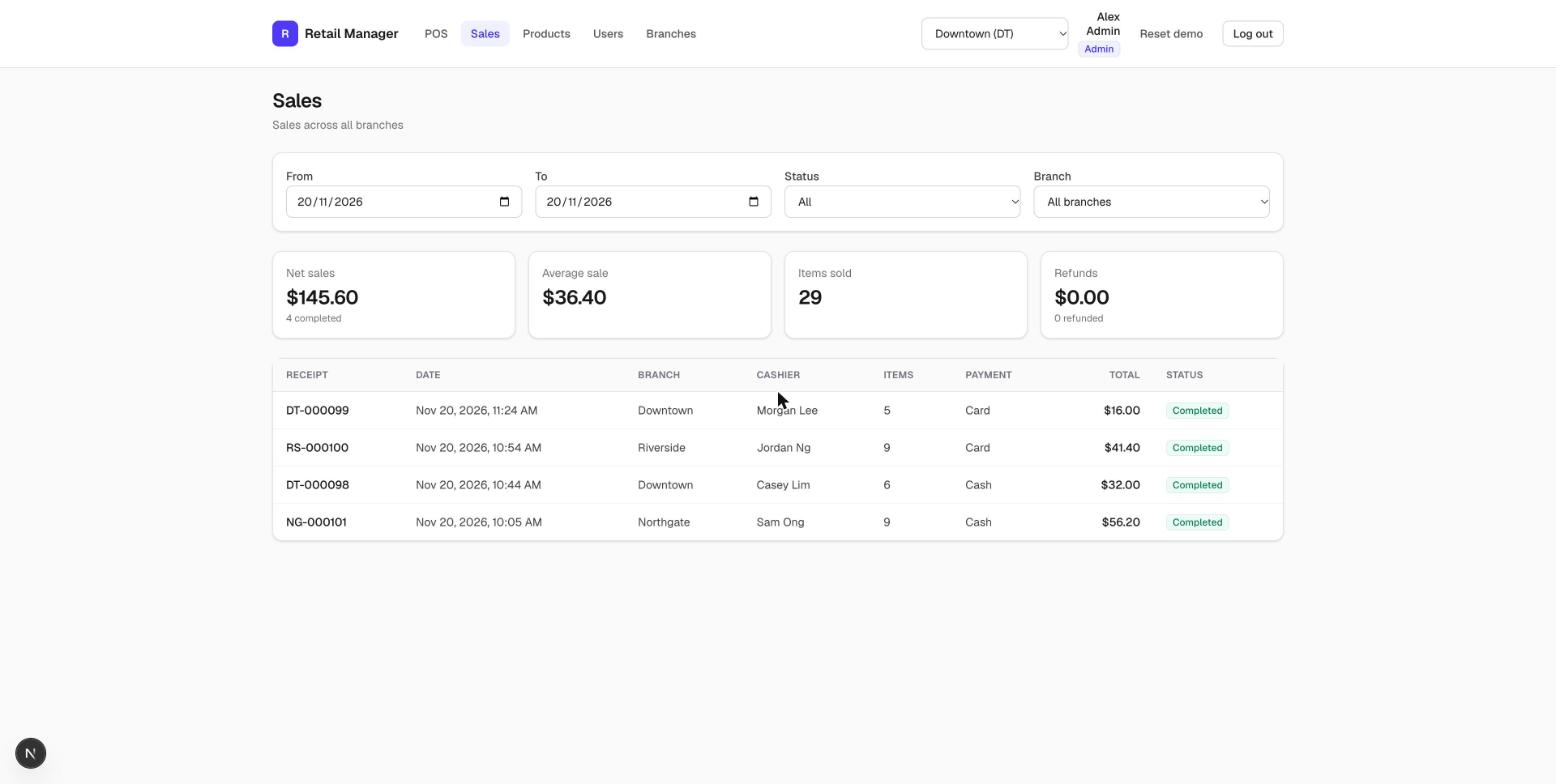 R Retail Manager POS Sales Products Users Branches Downtown (DT) Alex Admin Admin Reset demo Log out
Sales
Sales across all branches
From To Status Branch
20/11/2026 20/11/2026 All All branches
Net sales Average sale Items sold Refunds
$145.60 $36.40 29 $0.00
4 completed 0 refunded
RECEIPT DATE BRANCH CASHIER ITEMS PAYMENT TOTAL STATUS
DT-000099 Nov 20, 2026, 11:24 AM Downtown Morgan Lee 5 Card $16.00 Completed
RS-000100 Nov 20, 2026, 10:54 AM Riverside Jordan Ng 9 Card $41.40 Completed
DT-000098 Nov 20, 2026, 10:44 AM Downtown Casey Lim 6 Cash $32.00 Completed
NG-000101 Nov 20, 2026, 10:05 AM Northgate Sam Ong 9 Cash $56.20 Completed
N